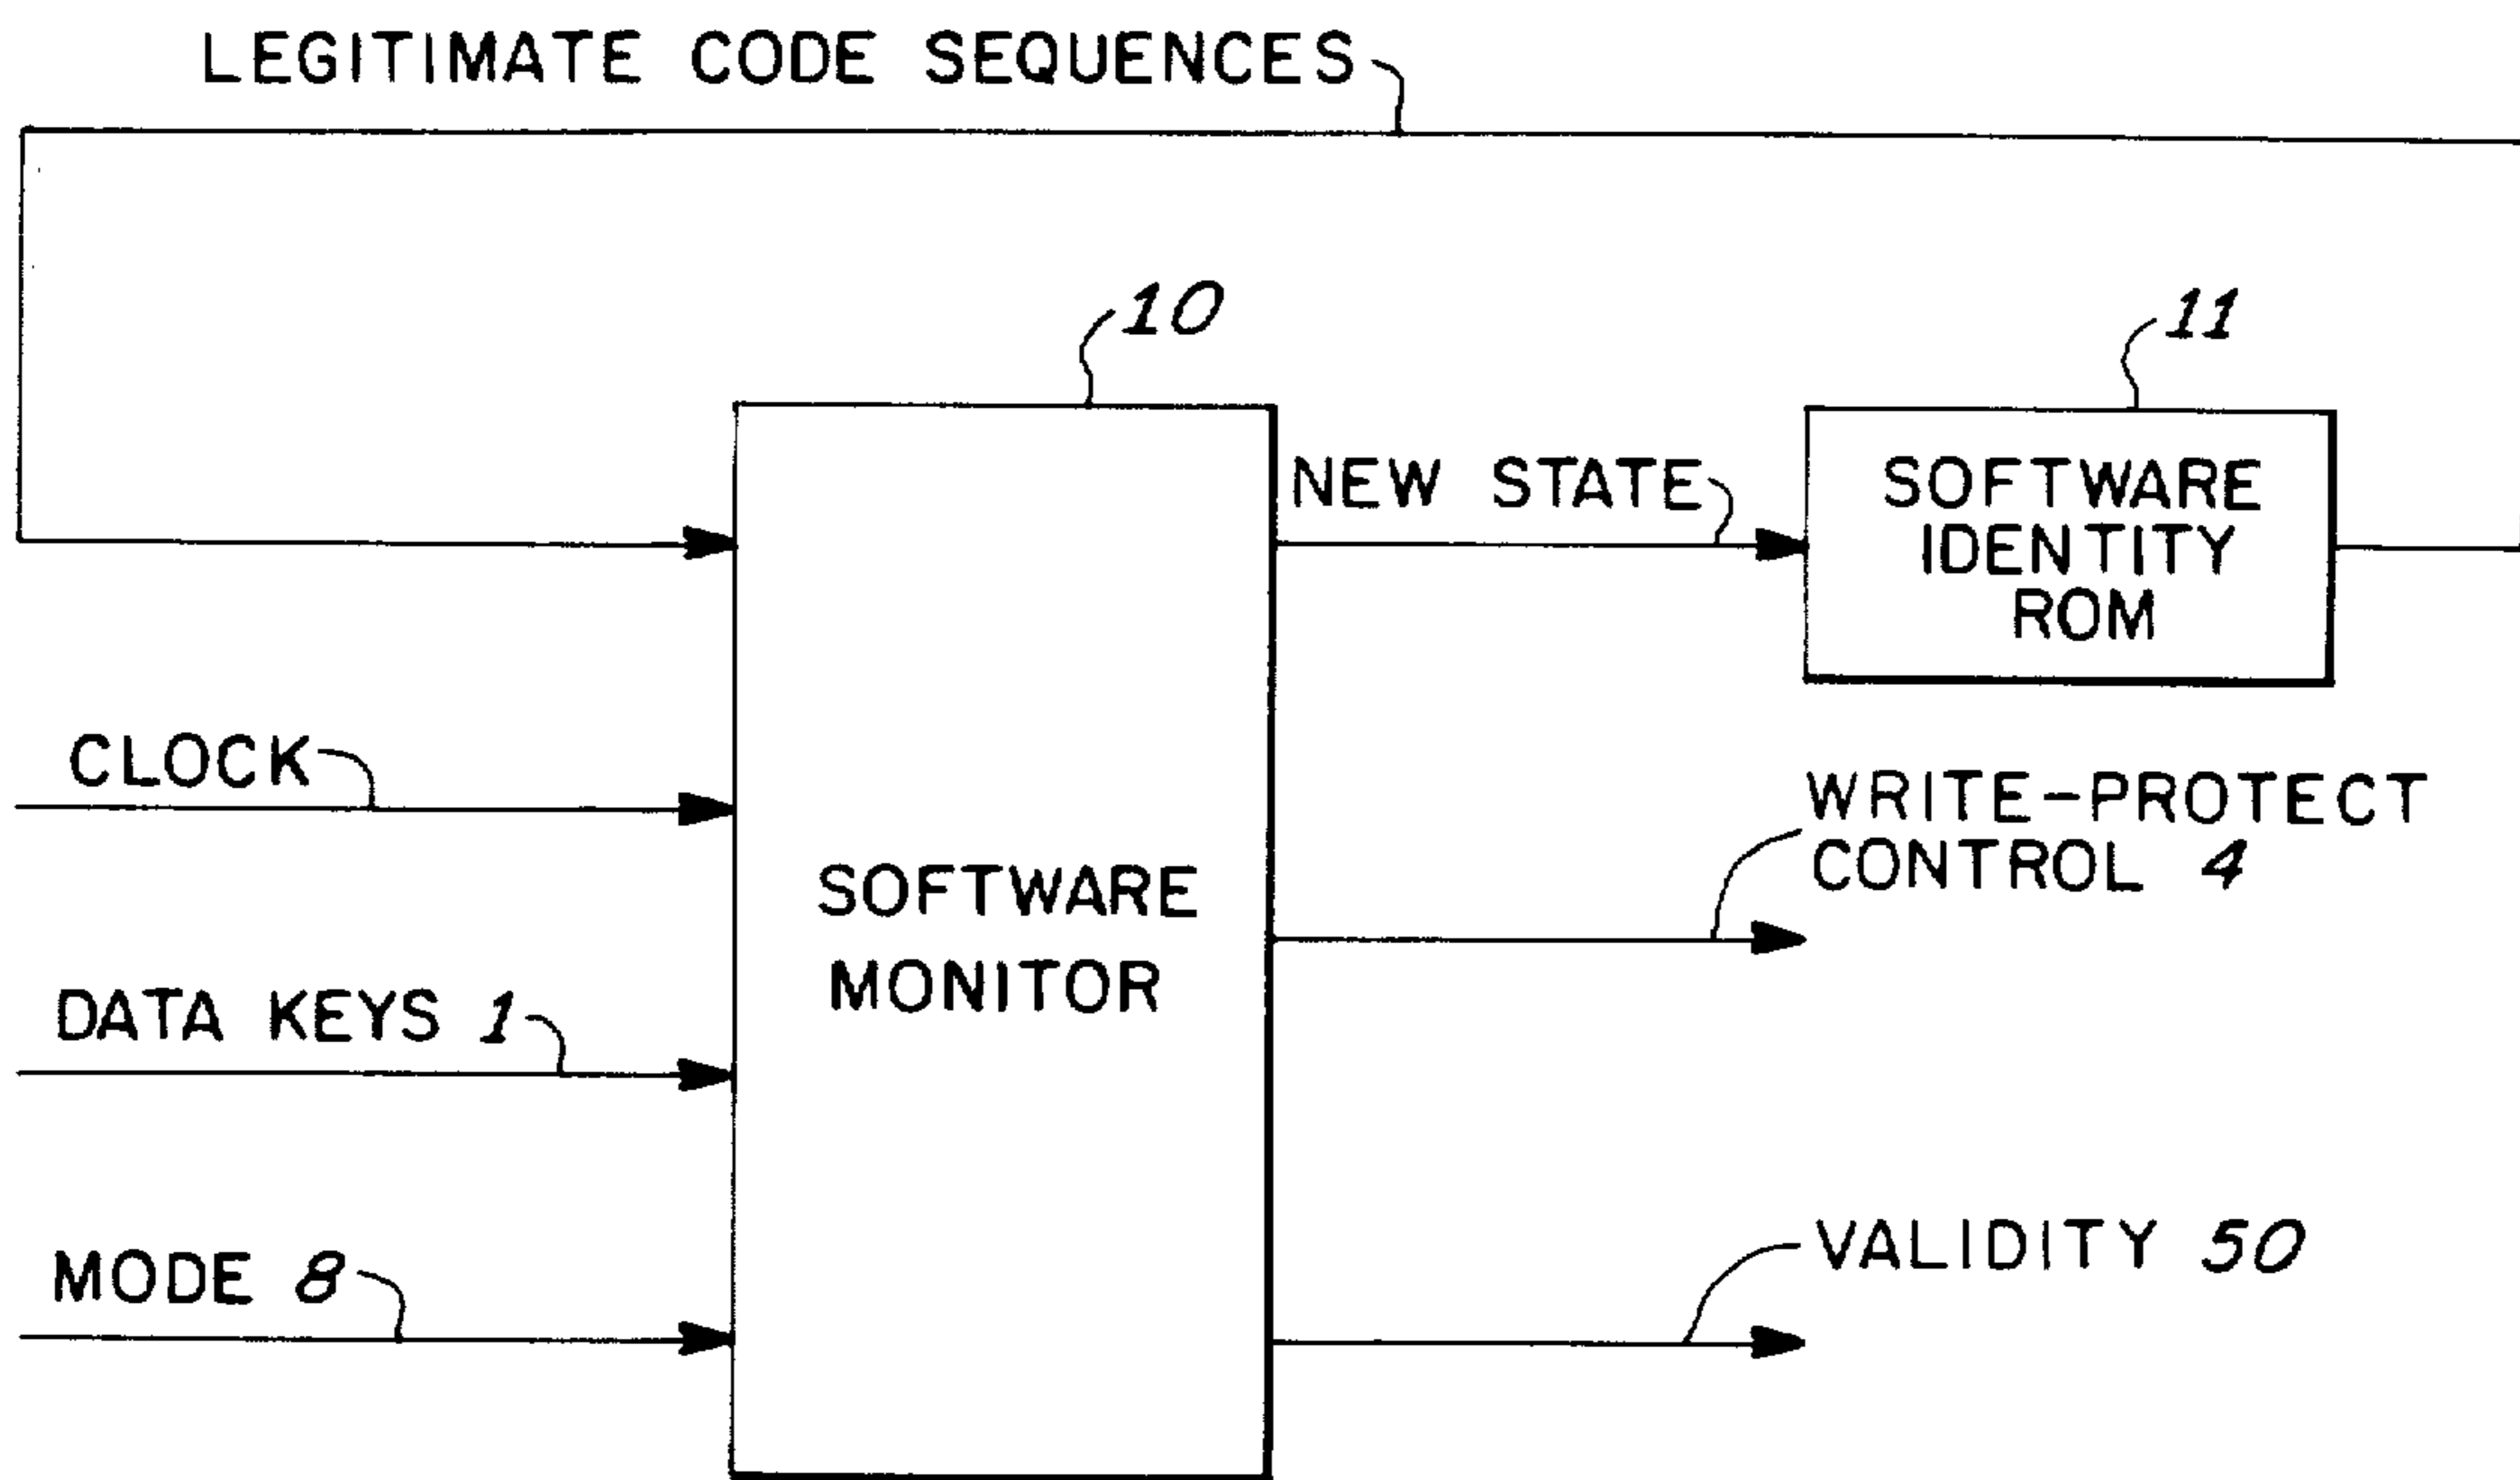 LEGITIMATE CODE SEQUENCES
10
11
NEW STATE
SOFTWARE
IDENTITY
ROM
CLOCK
WRITE-PROTECT
CONTROL 4
SOFTWARE
MONITOR
DATA KEYS 1
MODE 8
VALIDITY 50